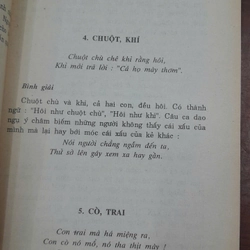 4. CHUỘT, KHỈ
Chuột chù chê khỉ rằng hôi,
Khỉ mới trả lời : "Cả họ mày thơm".
Bình giải
Chuột chù và khỉ, cả hai con, đều hôi. Có thành
ngữ : "Hôi như chuột chù", "Hôi như khỉ". Câu ca dao
ngụ ý châm biếm những người không thấy cái xấu của
mình mà lại hay bới móc cái xấu của kẻ khác :
Nói người chẳng ngẫm đến ta,
Thử sờ lên gáy xem xa hay gần.
5. CÒ, TRAI
Con trai mà há miệng ra,
Con cò nó mổ, nó tha thịt mày !